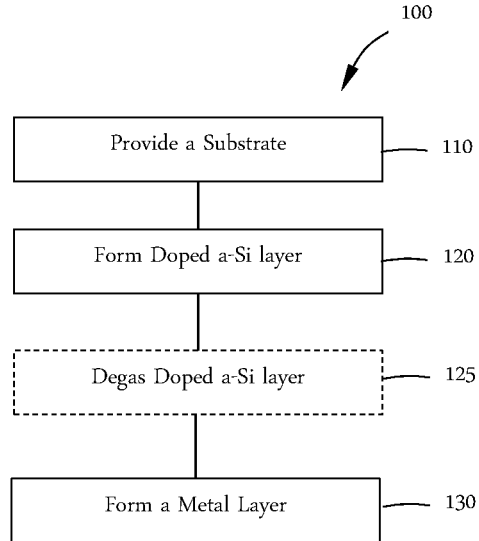 100
Provide a Substrate
110
Form Doped a-Si layer
120
Degas Doped a-Si layer
125
Form a Metal Layer
130